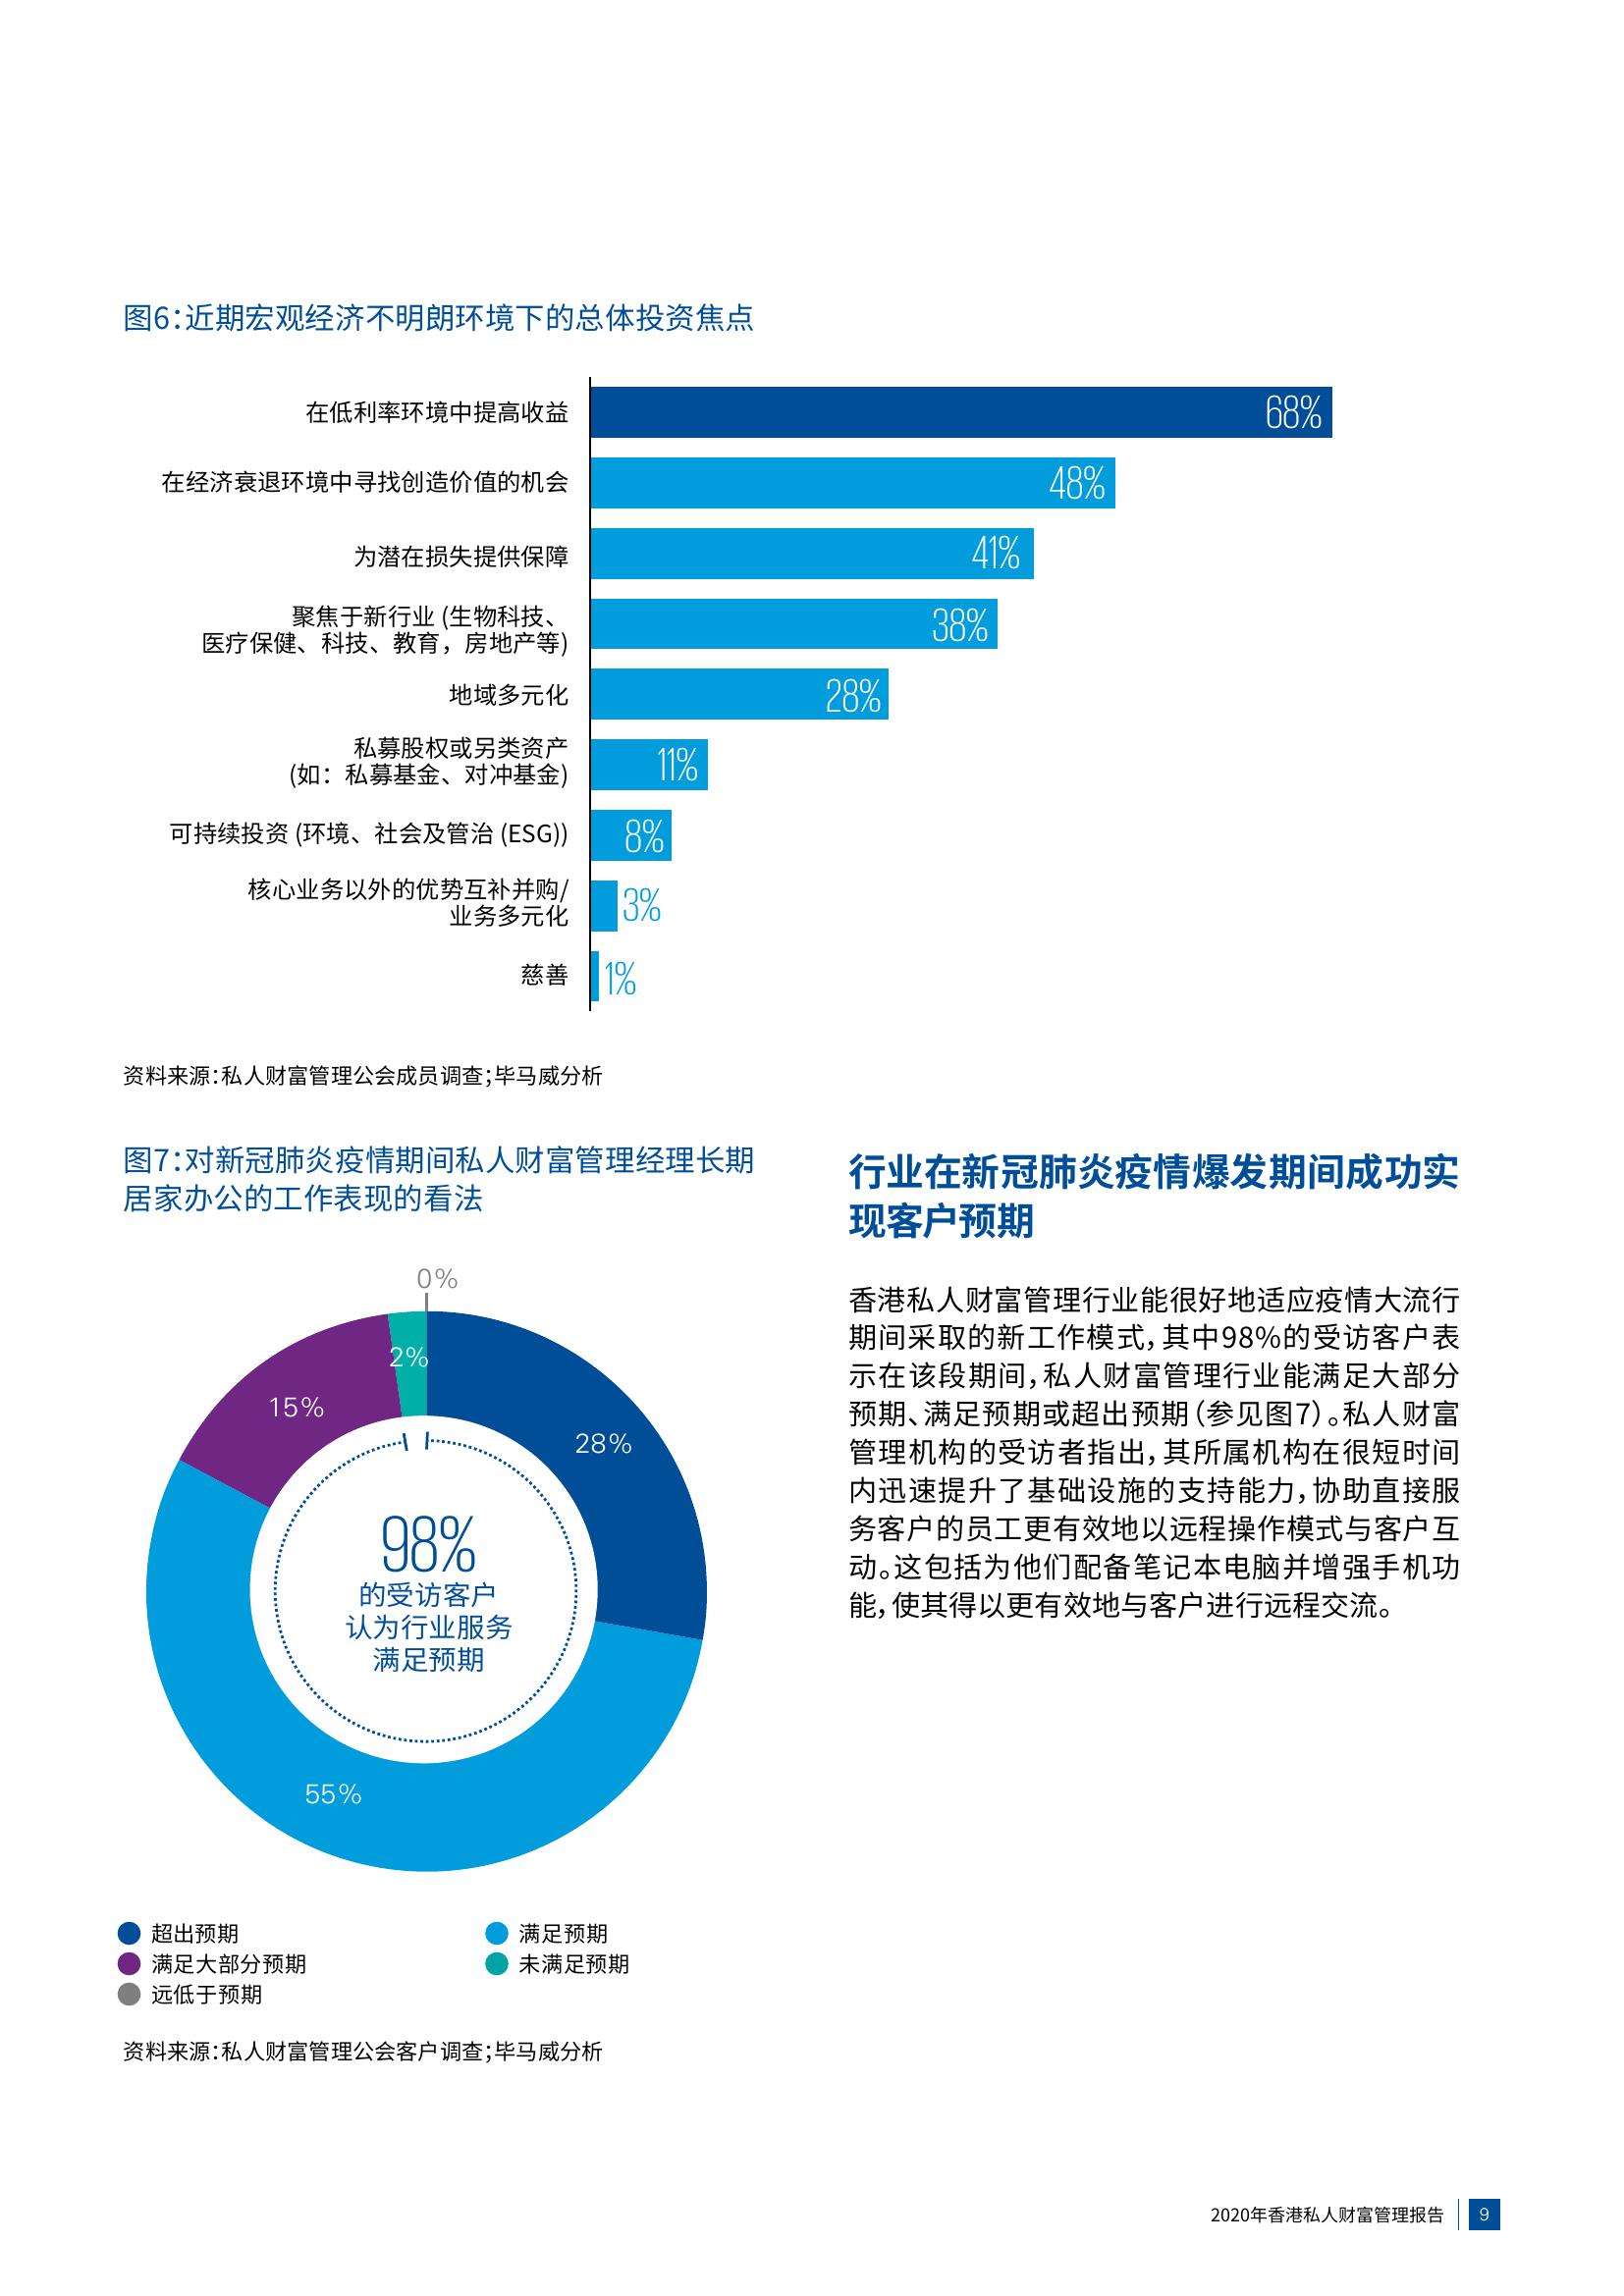 图6：近期宏观经济不明朗环境下的总体投资焦点
在低利率环境中提高收益
68%
在经济衰退环境中寻找创造价值的机会
48%
为潜在损失提供保障
41%
聚焦于新行业 (生物科技、
医疗保健、科技、教育，房地产等)
38%
地域多元化
28%
私募股权或另类资产
(如：私募基金、对冲基金)
11%
可持续投资 (环境、社会及管治 (ESG))
8%
核心业务以外的优势互补并购/
业务多元化
3%
慈善
1%
资料来源：私人财富管理公会成员调查；毕马威分析
图7：对新冠肺炎疫情期间私人财富管理经理长期
居家办公的工作表现的看法
0%
2%
15%
28%
98%
的受访客户
认为行业服务
满足预期
55%
超出预期
满足预期
满足大部分预期
未满足预期
远低于预期
资料来源：私人财富管理公会客户调查；毕马威分析
行业在新冠肺炎疫情爆发期间成功实
现客户预期
香港私人财富管理行业能很好地适应疫情大流行
期间采取的新工作模式，其中98%的受访客户表
示在该段期间，私人财富管理行业能满足大部分
预期、满足预期或超出预期（参见图7）。私人财富
管理机构的受访者指出，其所属机构在很短时间
内迅速提升了基础设施的支持能力，协助直接服
务客户的员工更有效地以远程操作模式与客户互
动。这包括为他们配备笔记本电脑并增强手机功
能，使其得以更有效地与客户进行远程交流。
2020年香港私人财富管理报告
9